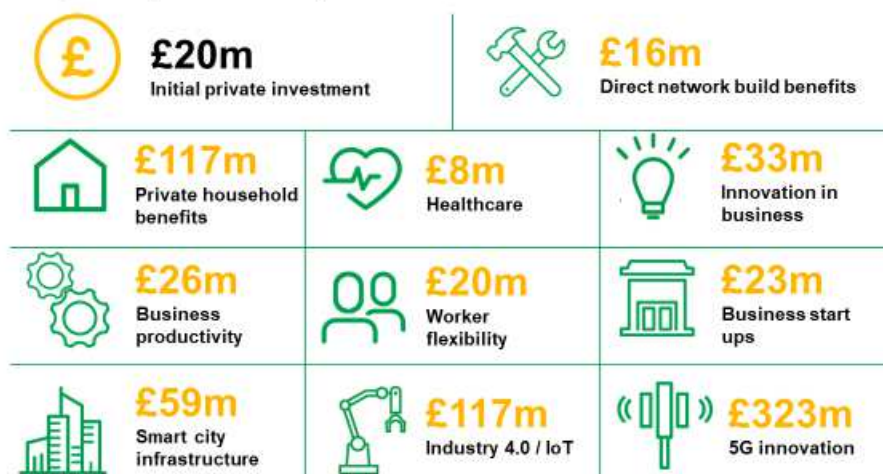 £
£20m
Initial private investment
£16m
Direct network build benefits
£117m
Private household
benefits
£8m
Healthcare
£33m
Innovation in
business
£26m
Business
productivity
£20m
Worker
flexibility
£23m
Business start
ups
£59m
Smart city
infrastructure
£117m
Industry 4.0 / IoT
£323m
5G innovation